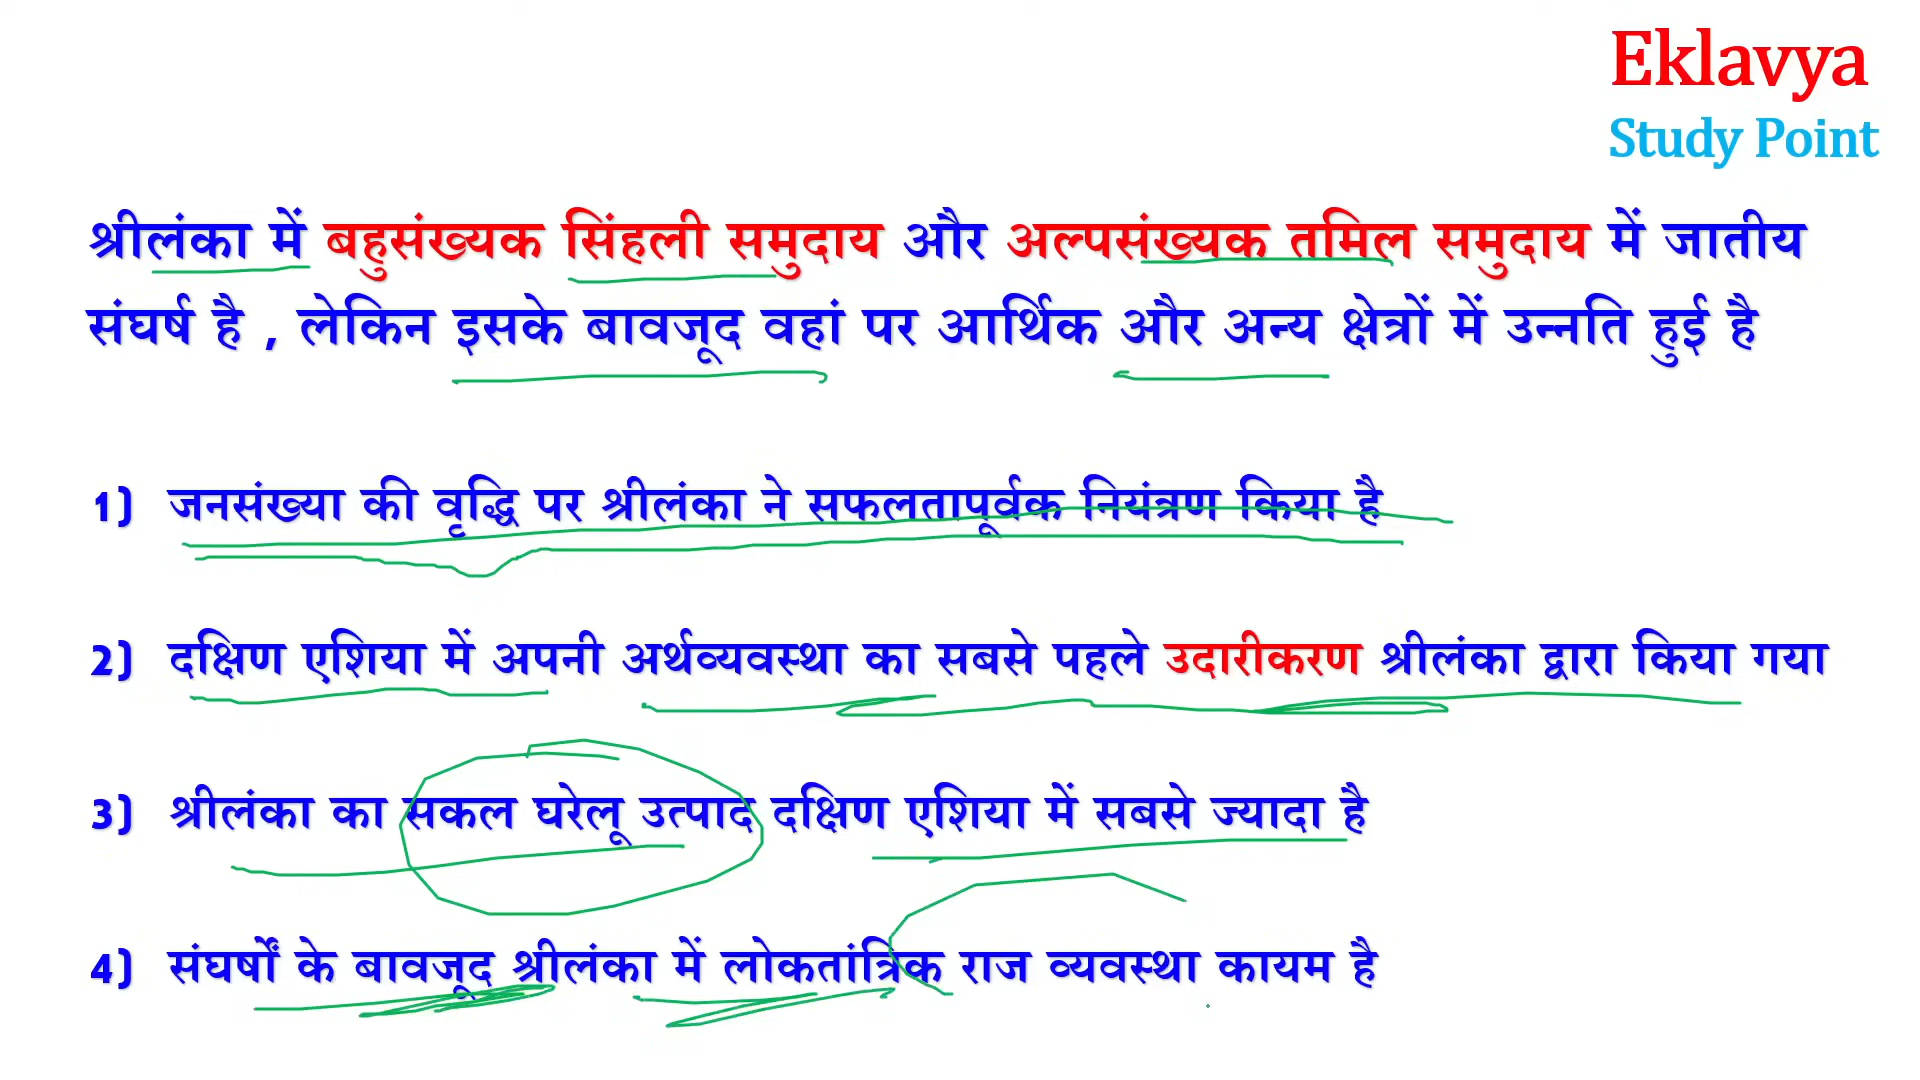 Eklavya
Study Point
श्रीलंका में बहुसंख्यक सिंहली समुदाय और अल्पसंख्यक तमिल समुदाय में जातीय
संघर्ष है , लेकिन इसके बावजूद वहां पर आर्थिक और अन्य क्षेत्रों में उन्नति हुई है
1) जनसंख्या की वृद्धि पर श्रीलंका ने सफलतापूर्वक नियंत्रण किया है
2) दक्षिण एशिया में अपनी अर्थव्यवस्था का सबसे पहले उदारीकरण श्रीलंका द्वारा किया गया
3) श्रीलंका का सकल घरेलू उत्पाद दक्षिण एशिया में सबसे ज्यादा है
4) संघर्षों के बावजूद श्रीलंका में लोकतांत्रिक राज व्यवस्था कायम है